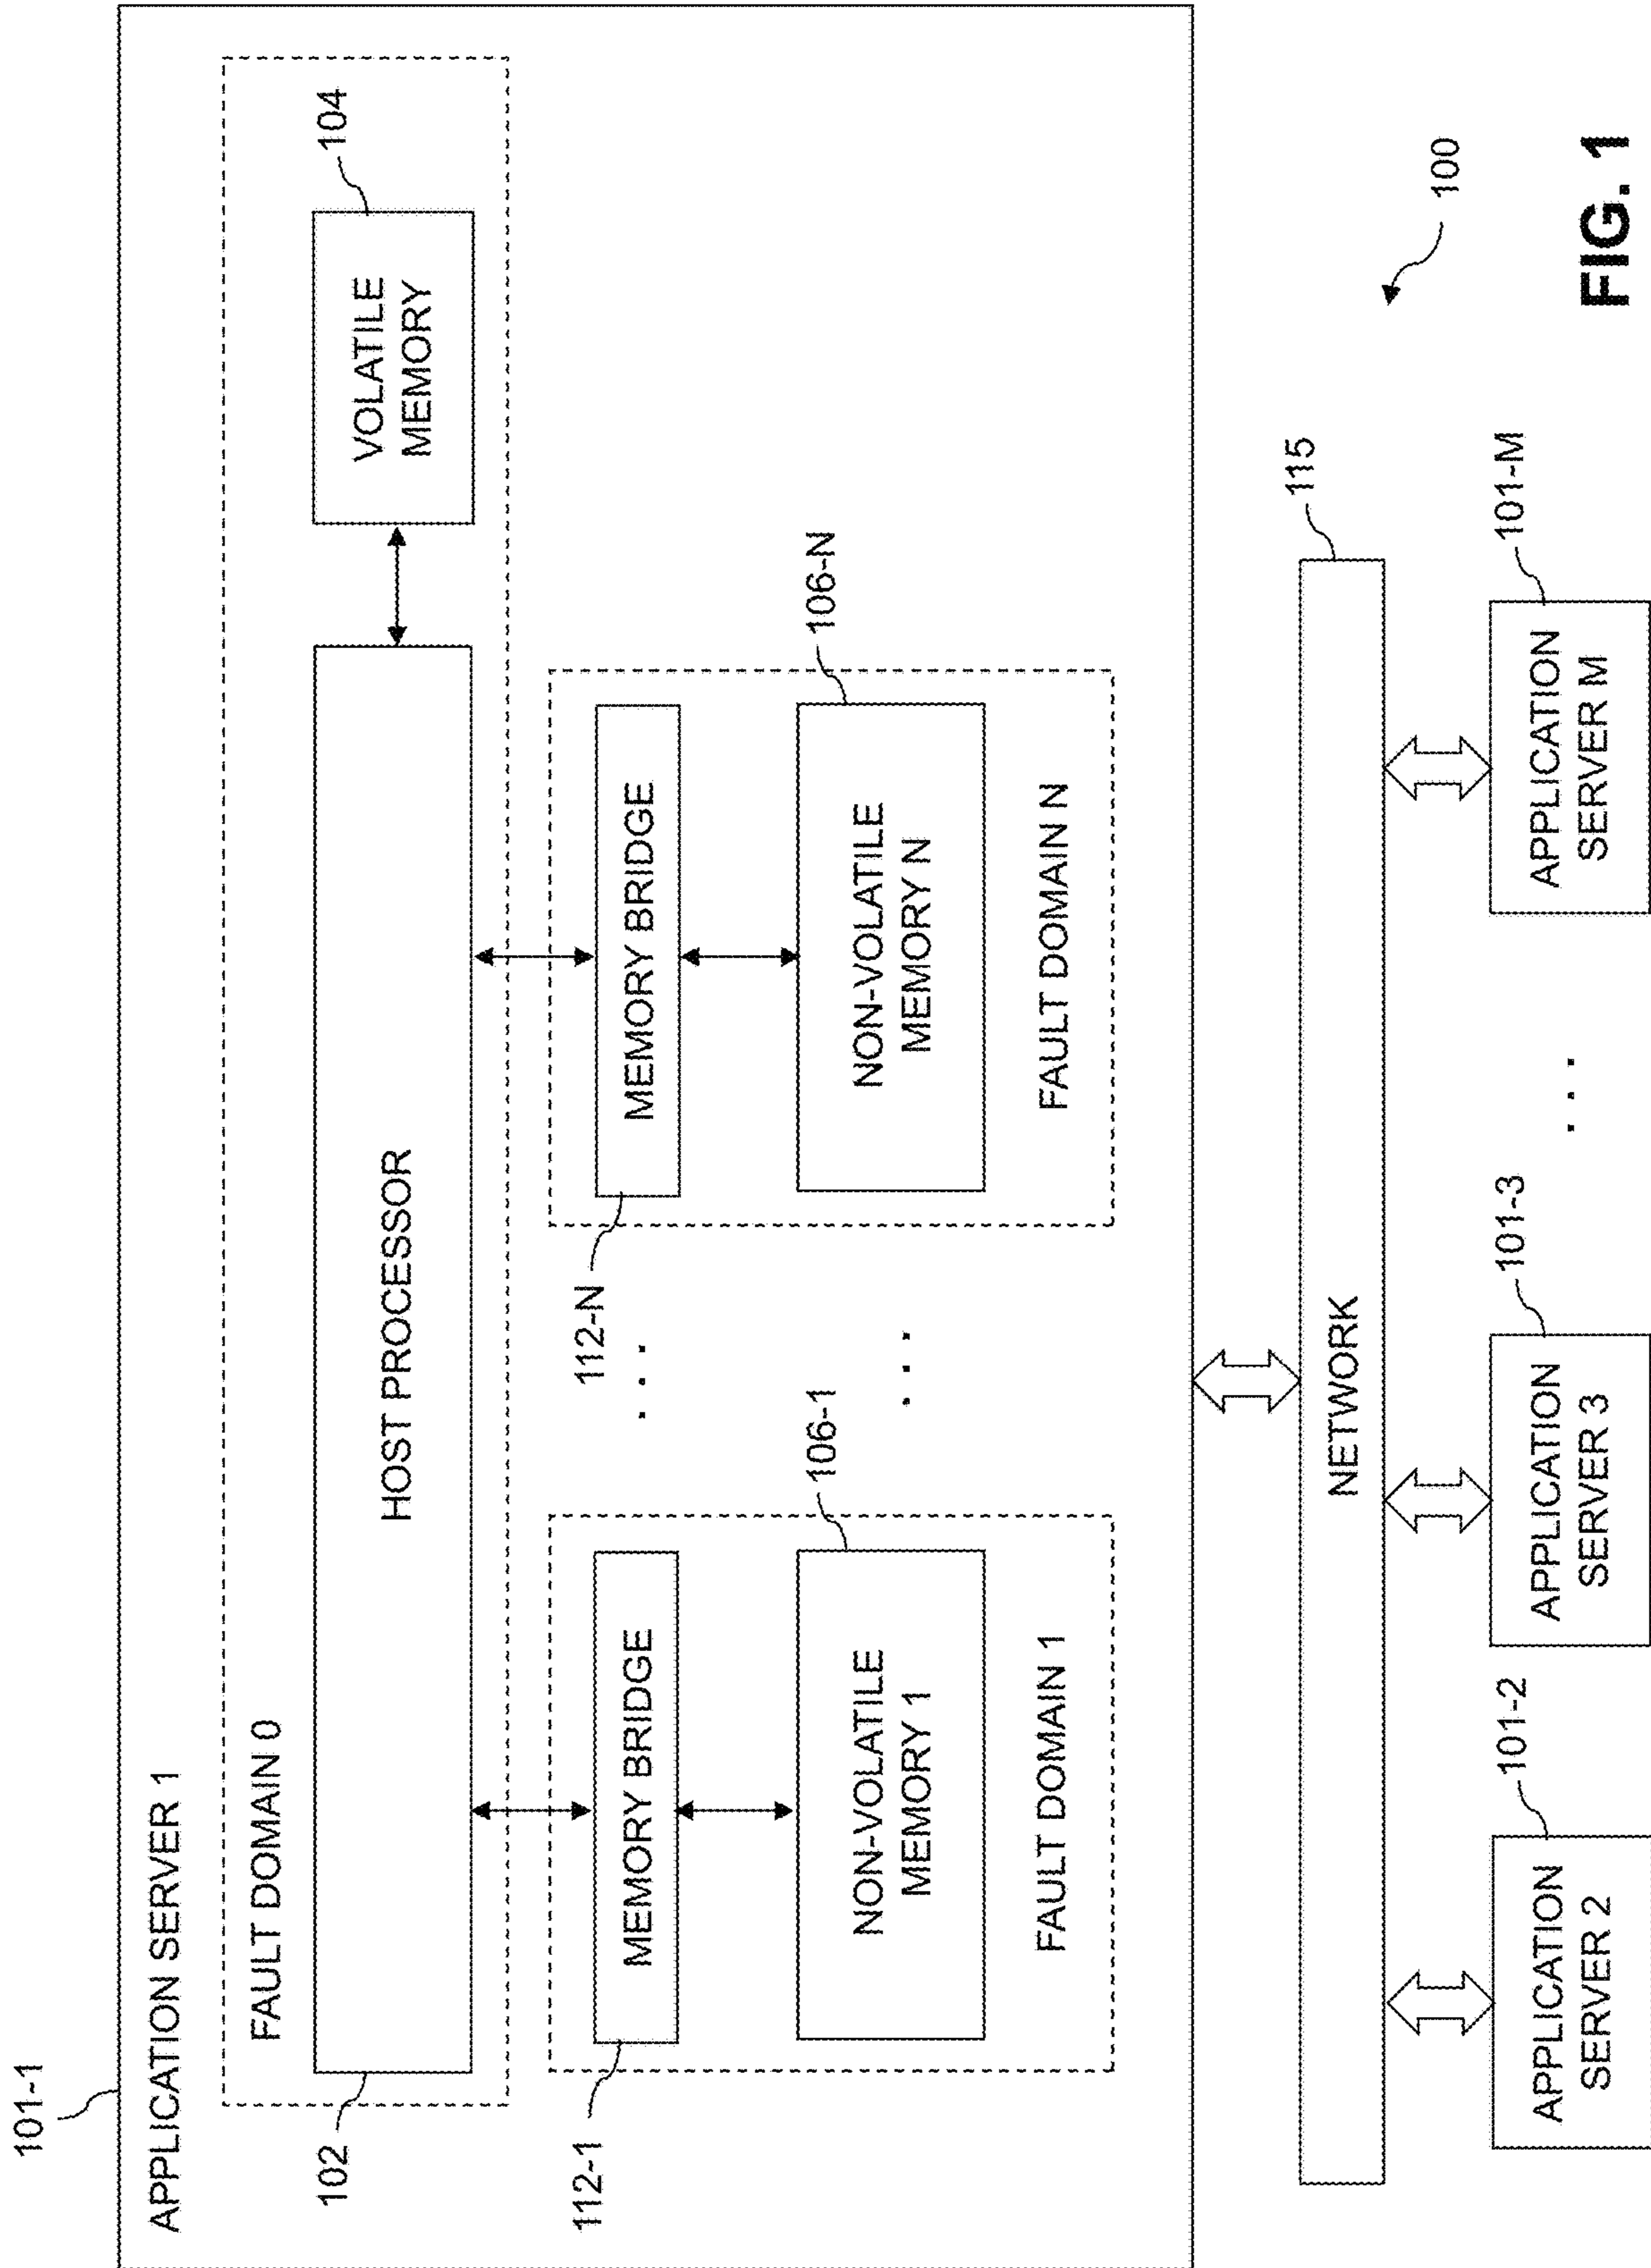 101-1
APPLICATION SERVER 1
FAULT DOMAIN 0
102
HOST PROCESSOR
VOLATILE
MEMORY
104
112-1
MEMORY BRIDGE
NON-VOLATILE
MEMORY 1
106-1
FAULT DOMAIN 1
. . .
. . .
112-N
MEMORY BRIDGE
NON-VOLATILE
MEMORY N
106-N
FAULT DOMAIN N
NETWORK
115
APPLICATION
SERVER 2
101-2
APPLICATION
SERVER 3
101-3
. . .
APPLICATION
SERVER M
101-M
100
FIG. 1